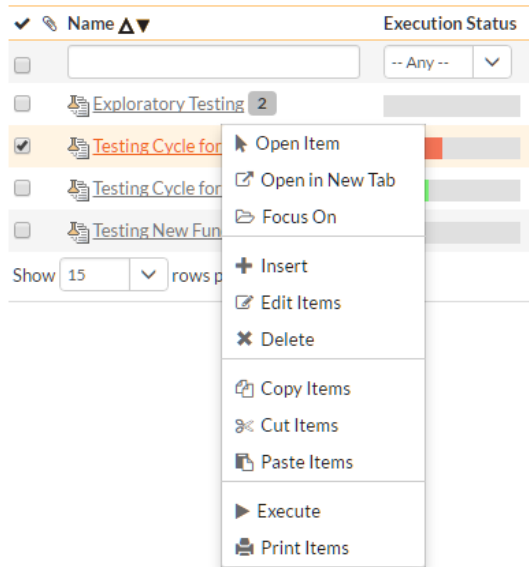 Name Execution Status
-- Any --
Exploratory Testing 2
Testing Cycle for
Open Item
Open in New Tab
Testing Cycle for
Focus On
Testing New Fun
Insert
Show 15 rows p
Edit Items
Delete
Copy Items
Cut Items
Paste Items
Execute
Print Items